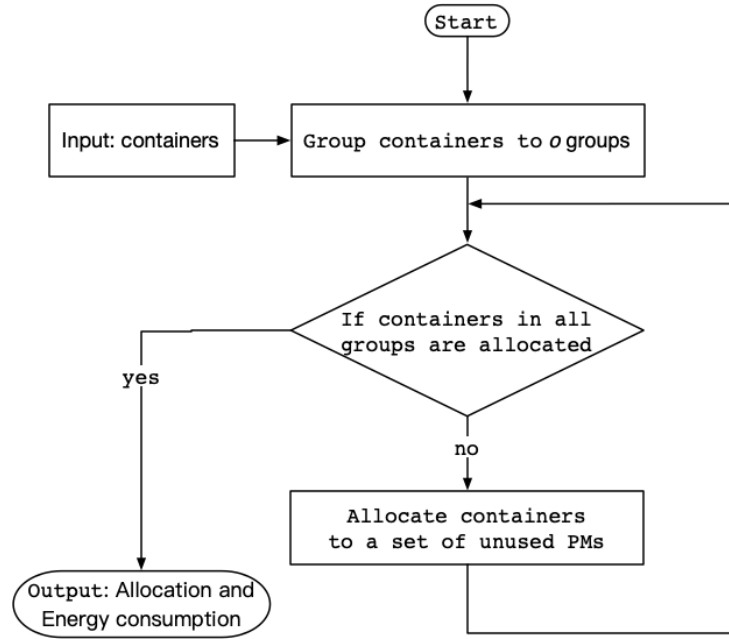 Start
Input: containers
Group containers to o groups
If containers in all
groups are allocated
yes
no
Allocate containers
to a set of unused PMs
Output: Allocation and
Energy consumption